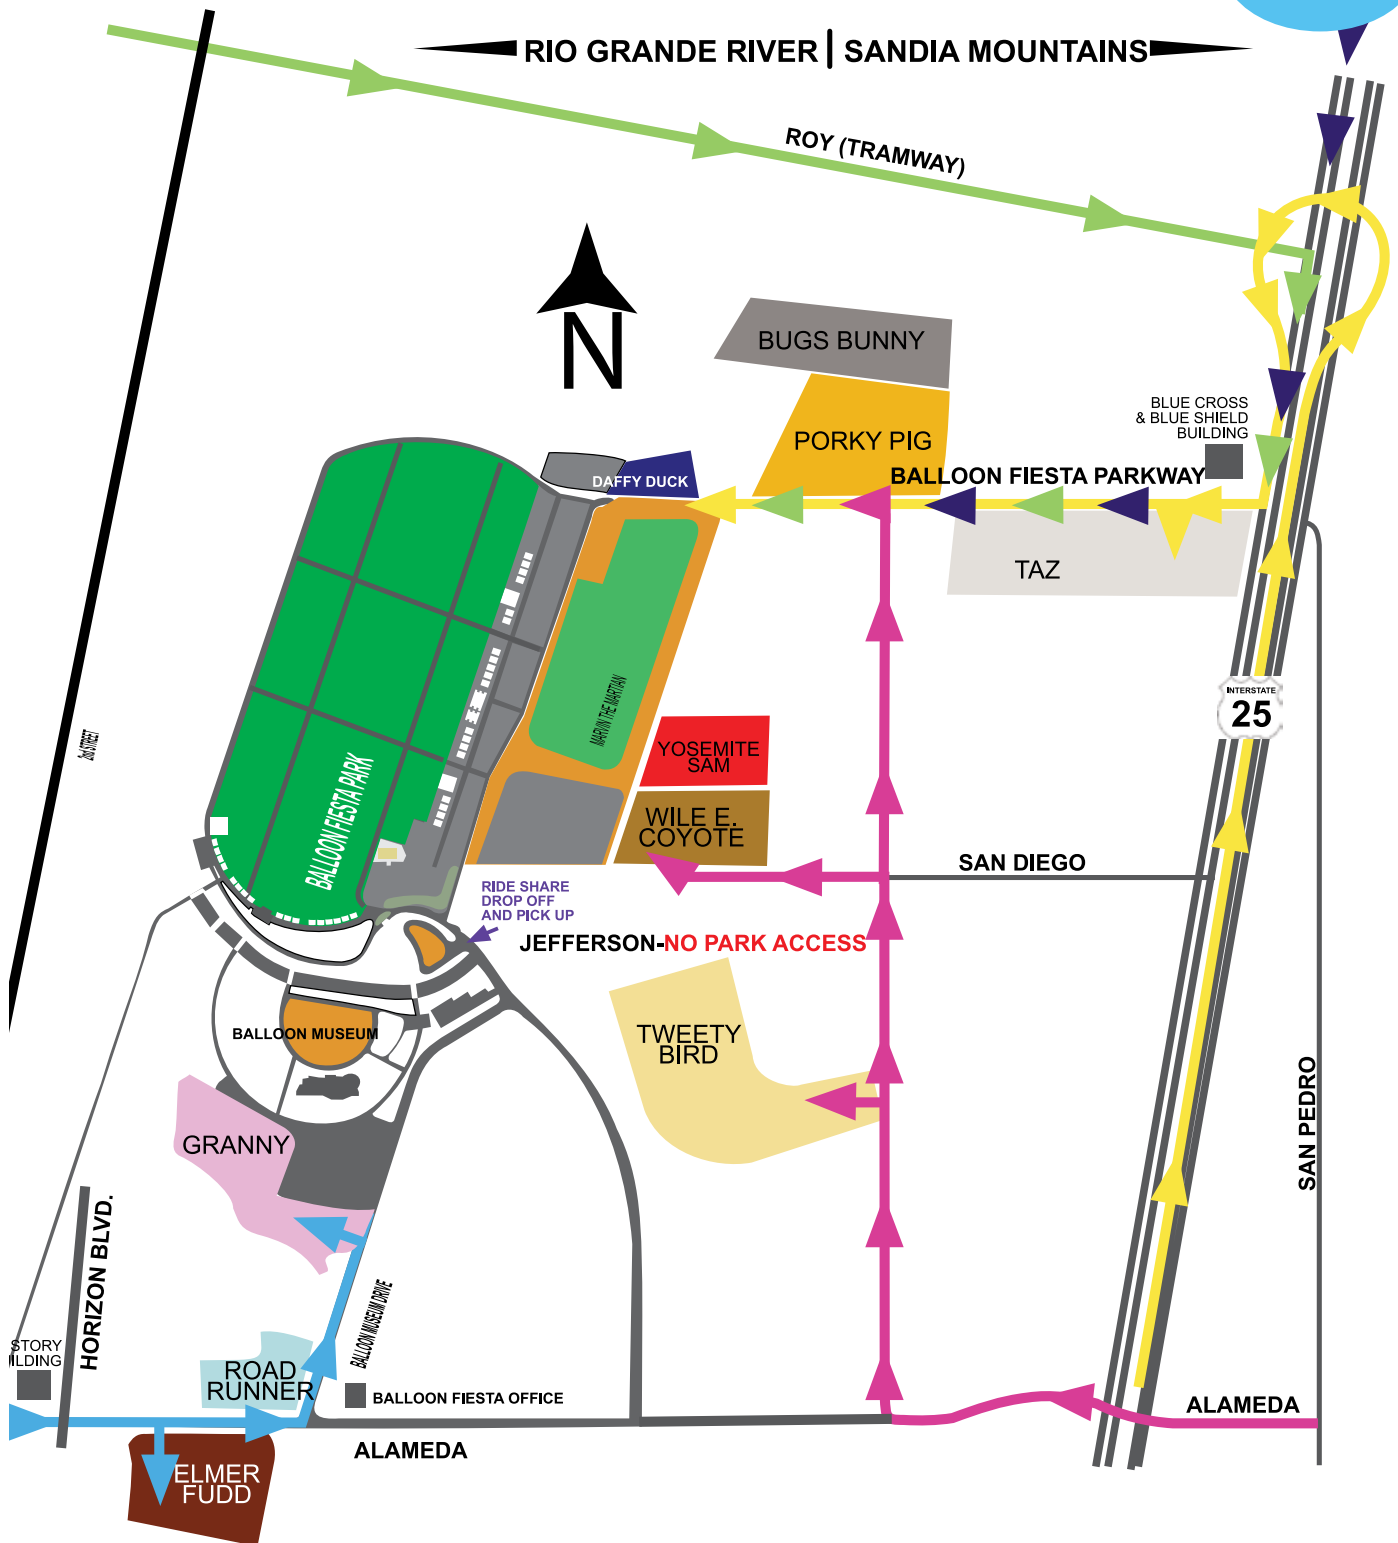 RIO GRANDE RIVER | SANDIA MOUNTAINS
ROY (TRAMWAY)
N
BUGS BUNNY
PORKY PIG
BLUE CROSS
& BLUE SHIELD
BUILDING
BALLOON FIESTA PARKWAY
DAFFY DUCK
TAZ
MARVIN THE MARTIAN
INTERSTATE
25
2nd STREET
YOSEMITE
SAM
BALLOON FIESTA PARK
WILE E.
COYOTE
SAN DIEGO
RIDE SHARE
DROP OFF
AND PICK UP
JEFFERSON-NO PARK ACCESS
TWEETY
BIRD
BALLOON MUSEUM
SAN PEDRO
GRANNY
HORIZON BLVD.
BALLOON MUSEUM DRIVE
STORY
ILDING
ROAD
RUNNER
BALLOON FIESTA OFFICE
ALAMEDA
ALAMEDA
ELMER
FUDD